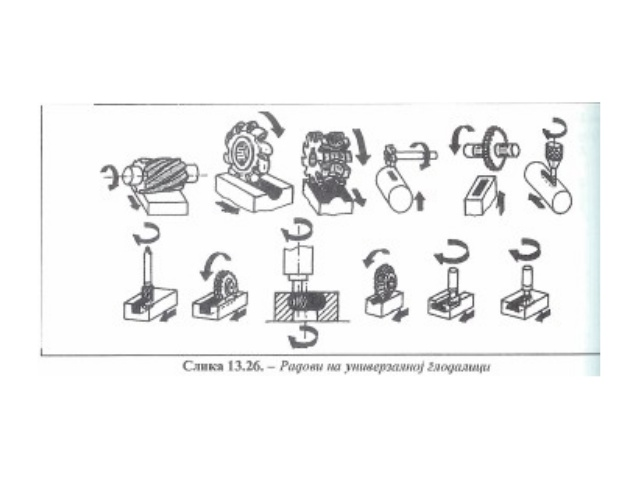 Слика 13.26. – Радови на универзалној глодалици